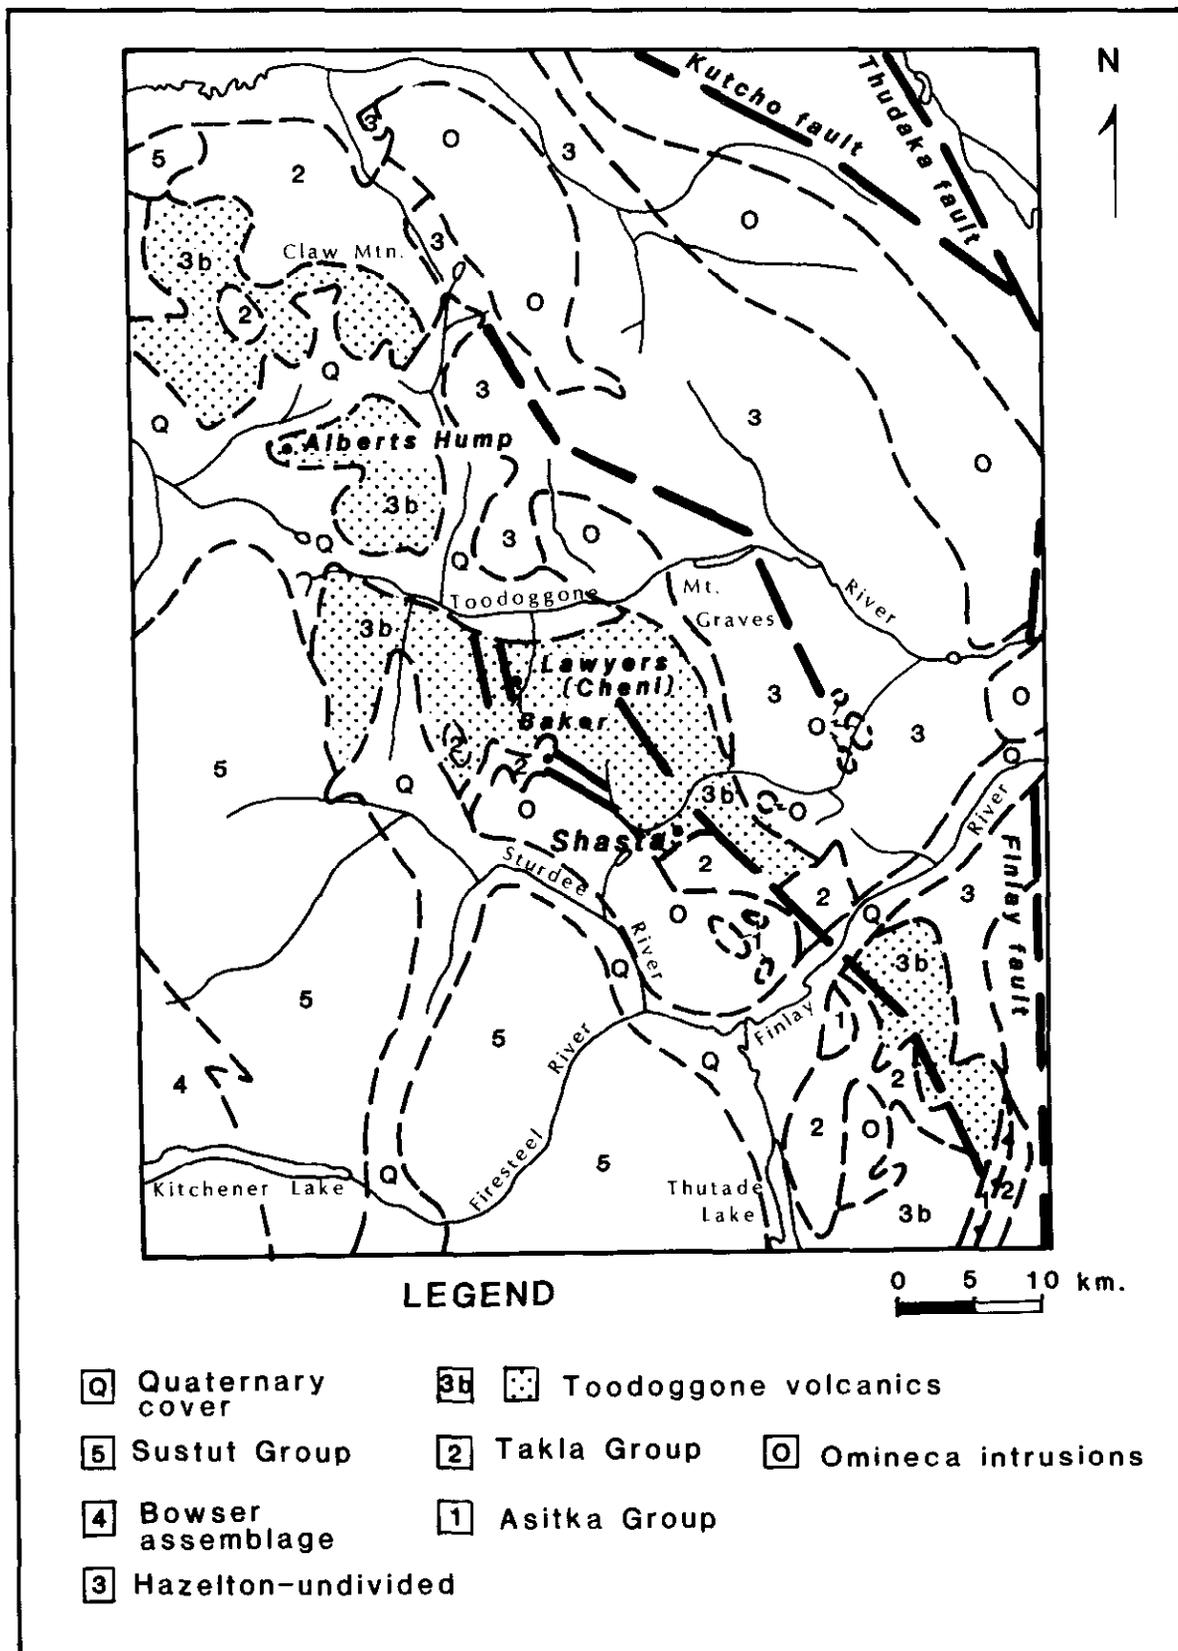 N
Kutcho fault
Thudaka fault
3
O
3
5
2
O
3b
Claw Mtn.
3
2
O
Q
3
3
Q
Alberts Hump
O
3b
Q
3
O
Q
Toodoggone
River
Mt.
Graves
3b
Lawyers
(Cheni)
3
O
O
3
Baker
2
2
Q
5
Q
O
3b
O
River
Shasta
2
Sturdee
2
3
Finlay fault
O
Q
River
Q
3b
5
1
Finlay
5
River
Q
2
4
2
O
4
5
Firesteel
Q
Kitchener Lake
Thutade
Lake
2
1
3b
0 5 10 km.
LEGEND
Q Quaternary
cover
3b Toodoggone volcanics
5 Sustut Group
2 Takla Group
O Omineca intrusions
4 Bowser
assemblage
1 Asitka Group
3 Hazelton-undivided